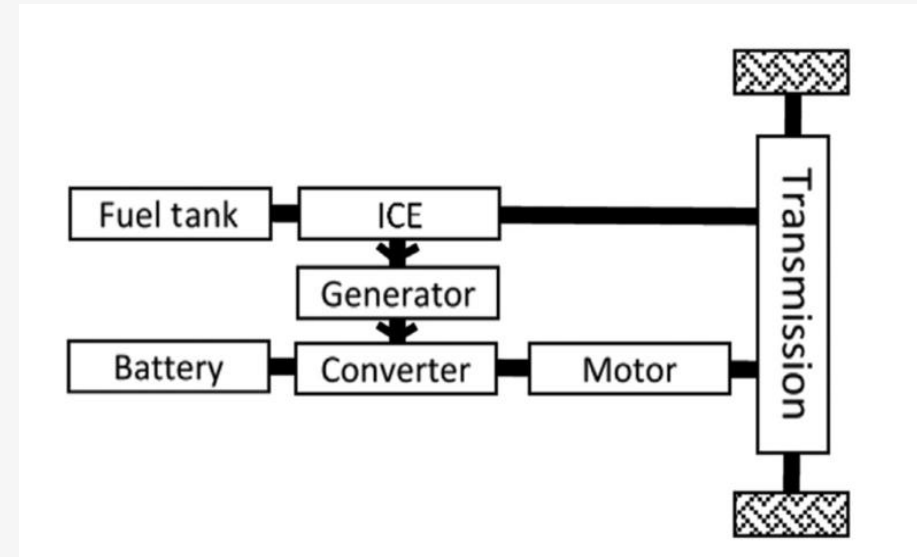 Fuel tank
ICE
Generator
Battery
Converter
Motor
Transmission